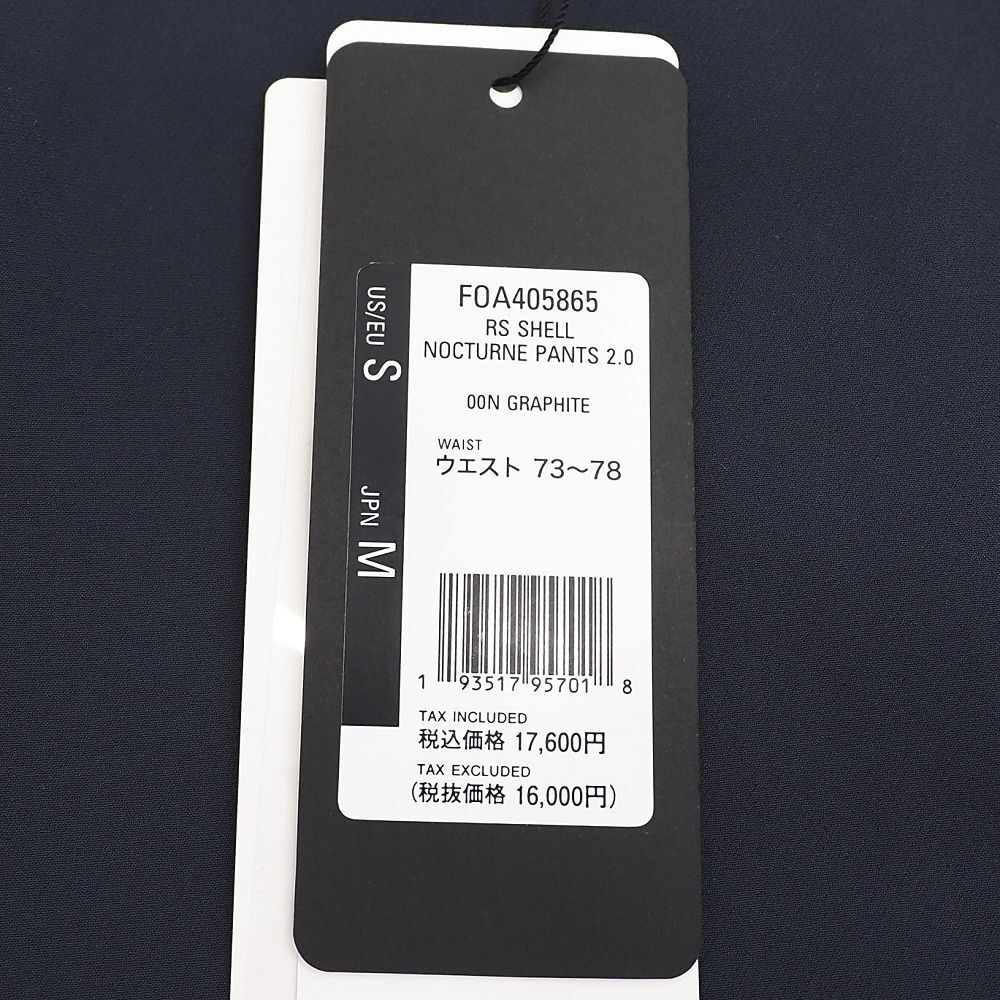 US/EU S
JPN M
FOA405865
RS SHELL
NOCTURNE PANTS 2.0
00N GRAPHITE
WAIST
ウエスト 73～78
1 93517 95701 8
TAX INCLUDED
税込価格 17,600円
TAX EXCLUDED
(税抜価格 16,000円)